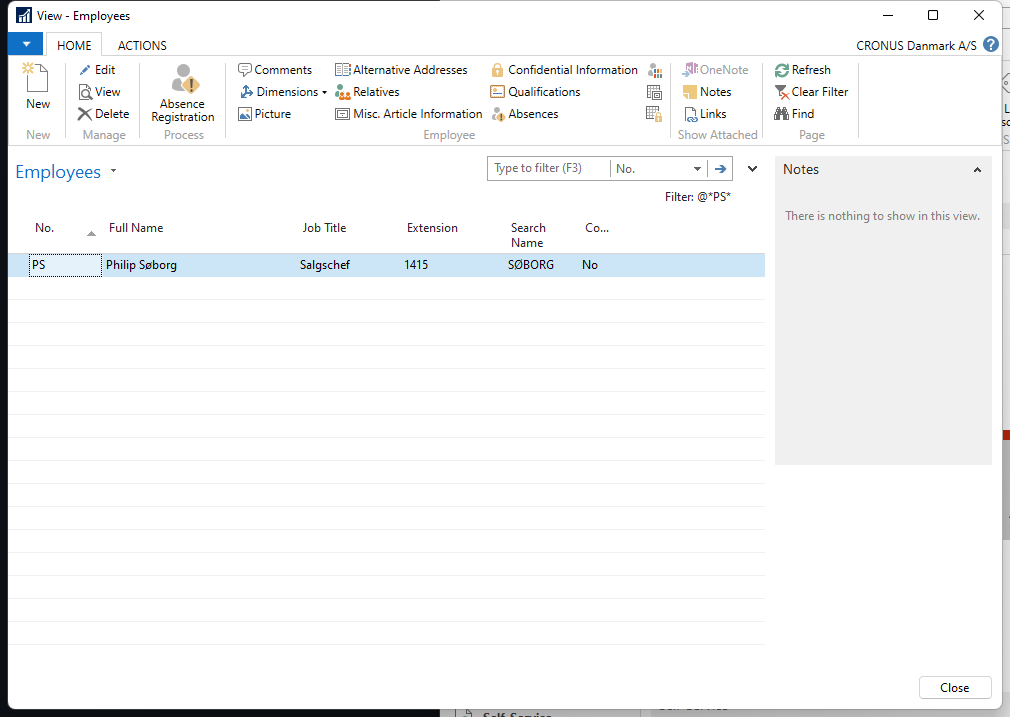 View - Employees
HOME ACTIONS CRONUS Danmark A/S ?
New
New
Edit
View
Delete
Manage
Absence
Registration
Process
Comments Alternative Addresses Confidential Information
Dimensions Relatives Qualifications
Picture Misc. Article Information Absences
Employee
OneNote
Notes
Links
Show Attached
Refresh
Clear Filter
Find
Page
Employees
Type to filter (F3) No.
Filter: @*PS*
No. Full Name Job Title Extension Search
Name Co...
PS Philip Søborg Salgschef 1415 SØBORG No
Notes
There is nothing to show in this view.
Close